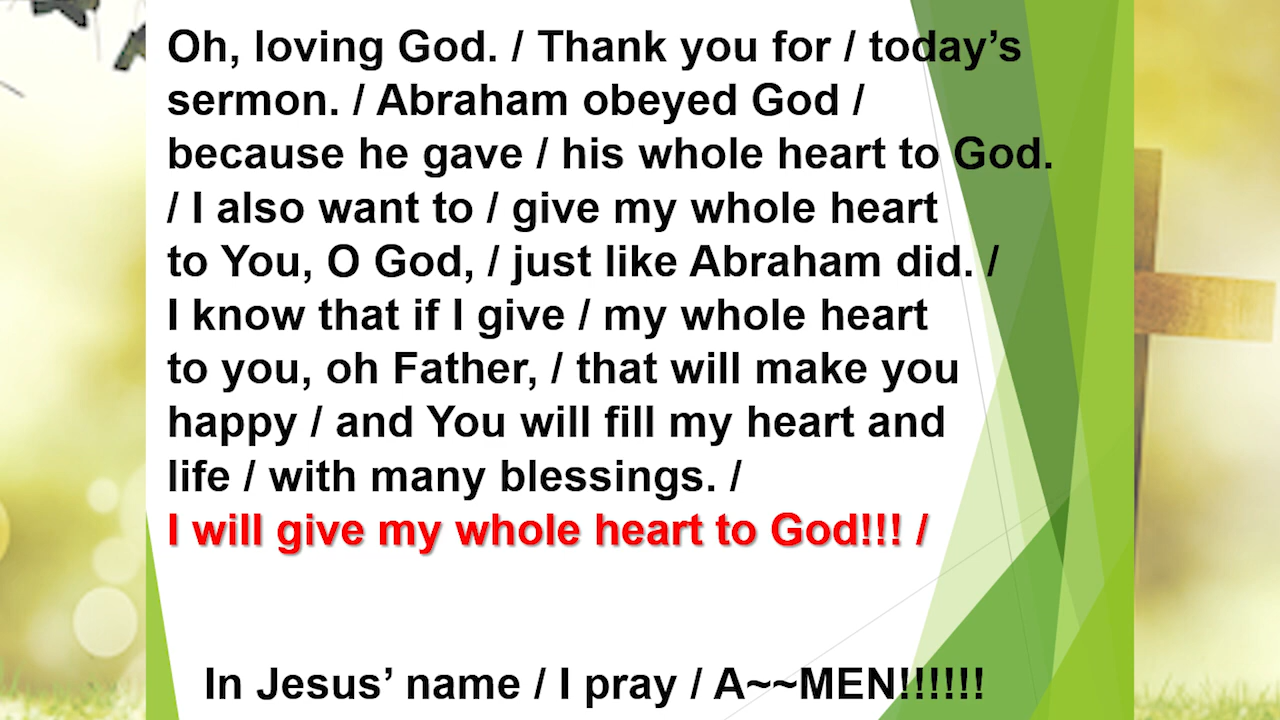 Oh, loving God. / Thank you for / today’s
sermon. / Abraham obeyed God /
because he gave / his whole heart to God.
/ I also want to / give my whole heart
to You, O God, / just like Abraham did. /
I know that if I give / my whole heart
to you, oh Father, / that will make you
happy / and You will fill my heart and
life / with many blessings. /
I will give my whole heart to God!!! /
In Jesus’ name / I pray / A~~MEN!!!!!!